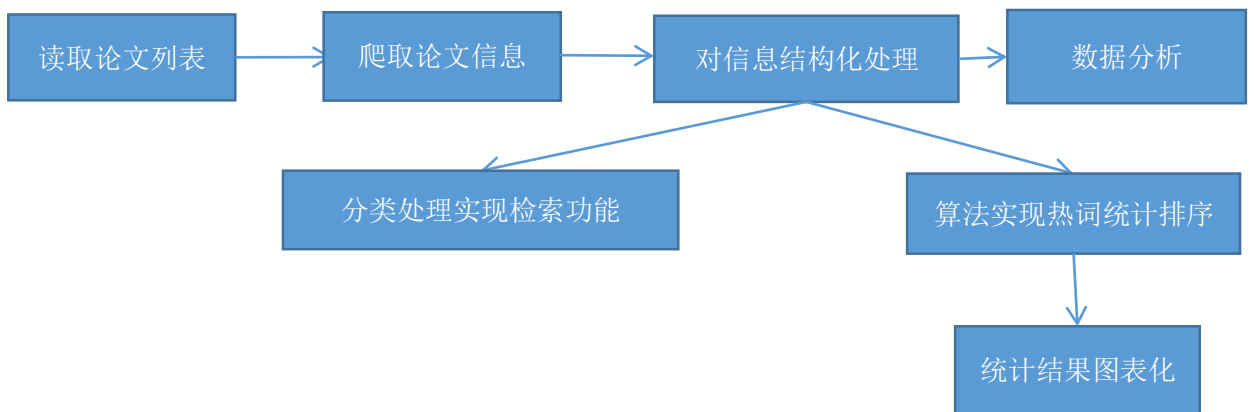 读取论文列表
爬取论文信息
对信息结构化处理
数据分析
分类处理实现检索功能
算法实现热词统计排序
统计结果图表化